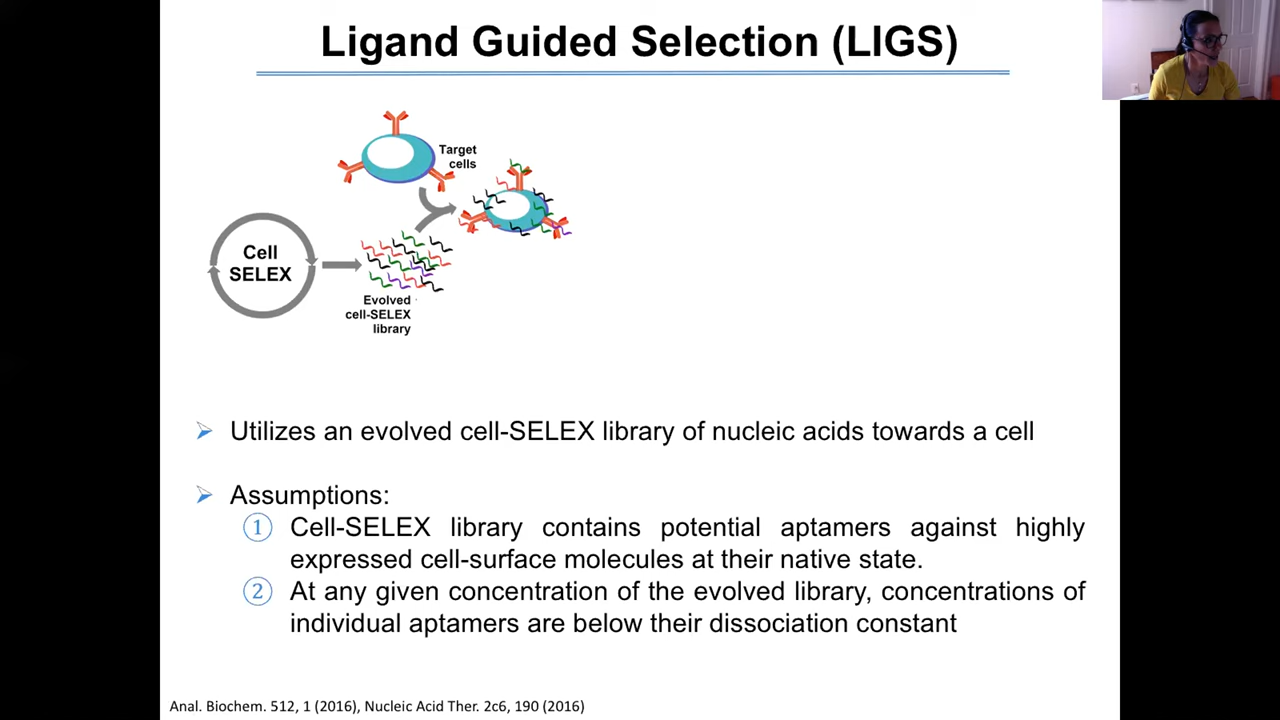 Ligand Guided Selection (LIGS)
Target
cells
Cell
SELEX
Evolved
cell-SELEX
library
Utilizes an evolved cell-SELEX library of nucleic acids towards a cell
Assumptions:
① Cell-SELEX library contains potential aptamers against highly
expressed cell-surface molecules at their native state.
② At any given concentration of the evolved library, concentrations of
individual aptamers are below their dissociation constant
Anal. Biochem. 512, 1 (2016), Nucleic Acid Ther. 2c6, 190 (2016)